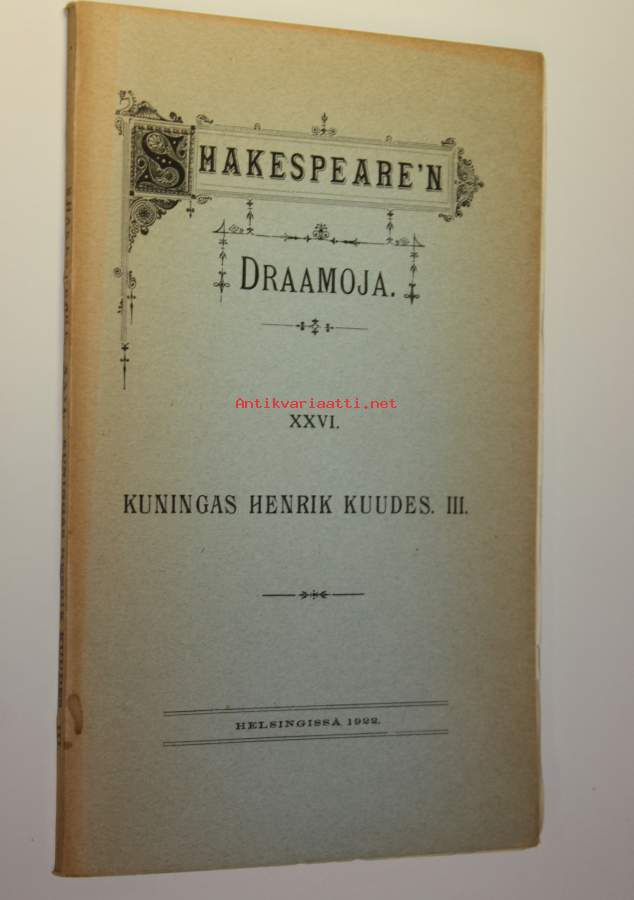 SHAKESPEARE'N
DRAAMOJA.
Antikvariaatti.net
XXVI.
KUNINGAS HENRIK KUUDES. III.
HELSINGISSÄ 1922.